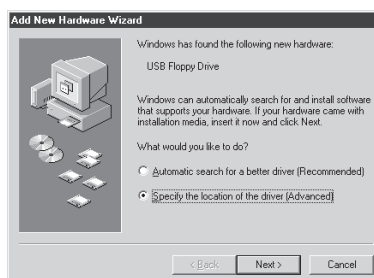 Add New Hardware Wizard
Windows has found the following new hardware:
USB Floppy Drive
Windows can automatically search for and install software
that supports your hardware. If your hardware came with
installation media, insert it now and click Next.
What would you like to do?
Automatic search for a better driver (Recommended)
Specify the location of the driver (Advanced)
< Back Next > Cancel